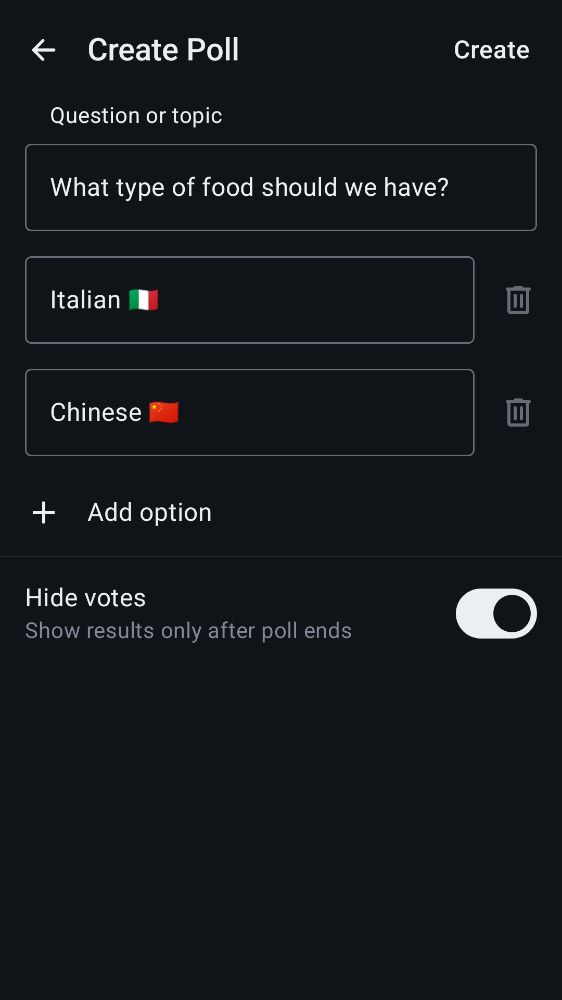 Create Poll
Create
Question or topic
What type of food should we have?
Italian 🇮🇹
Chinese 🇨🇳
Add option
Hide votes
Show results only after poll ends